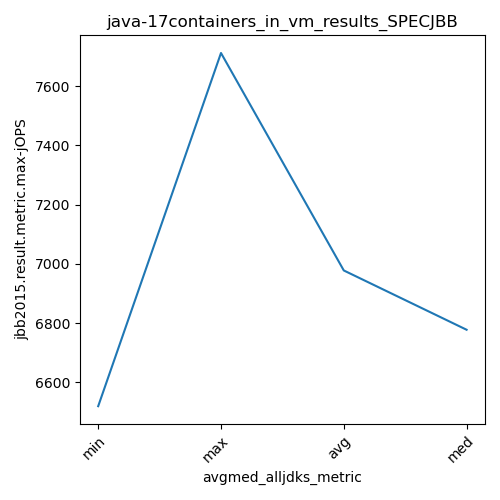 java-17containers_in_vm_results_SPECJBB
jbb2015.result.metric.max-jOPS
7600
7400
7200
7000
6800
6600
min
max
avg
med
avgmed_alljdks_metric